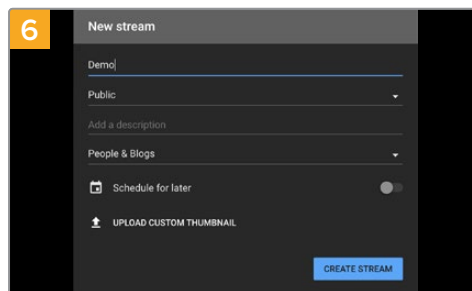 6
New stream
Demo
Public
Add a description
People & Blogs
Schedule for later
UPLOAD CUSTOM THUMBNAIL
CREATE STREAM